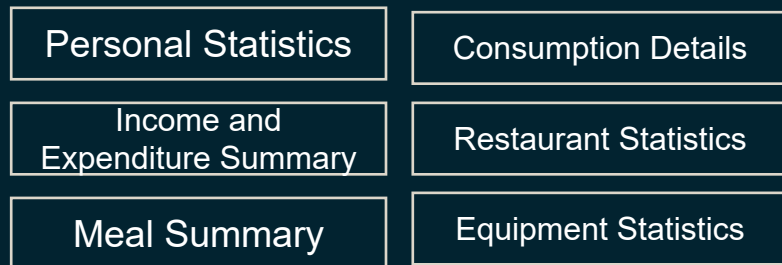 Personal Statistics
Consumption Details
Income and
Expenditure Summary
Restaurant Statistics
Meal Summary
Equipment Statistics